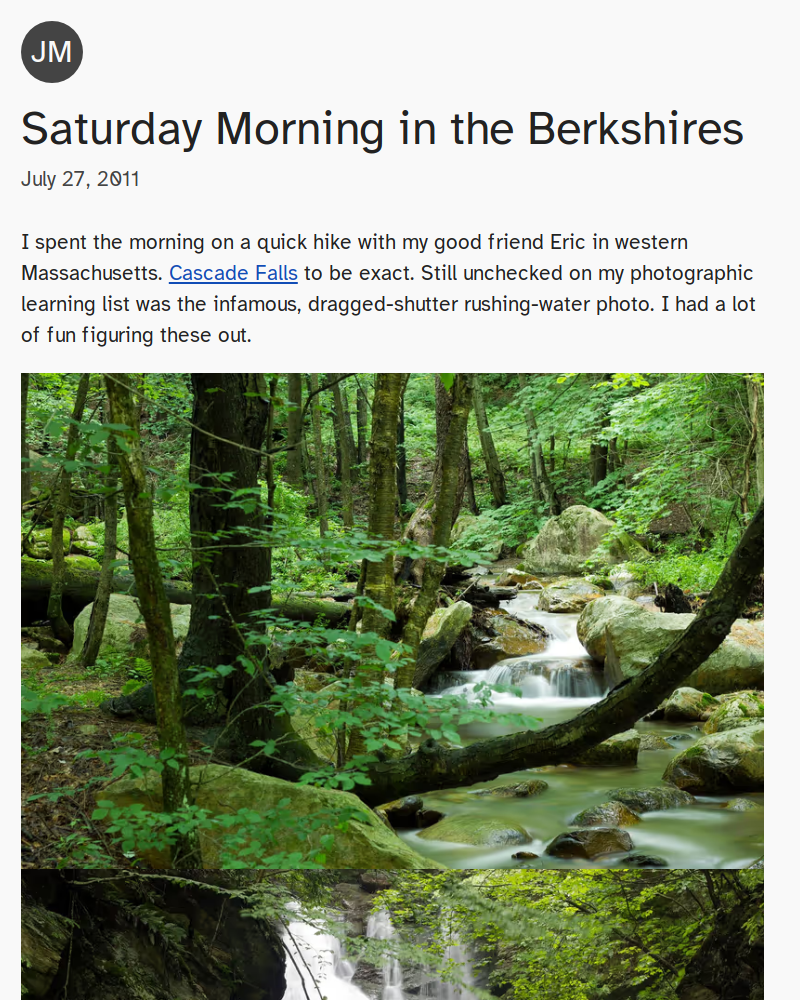 JM
Saturday Morning in the Berkshires
July 27, 2011
I spent the morning on a quick hike with my good friend Eric in western
Massachusetts. Cascade Falls to be exact. Still unchecked on my photographic
learning list was the infamous, dragged-shutter rushing-water photo. I had a lot
of fun figuring these out.